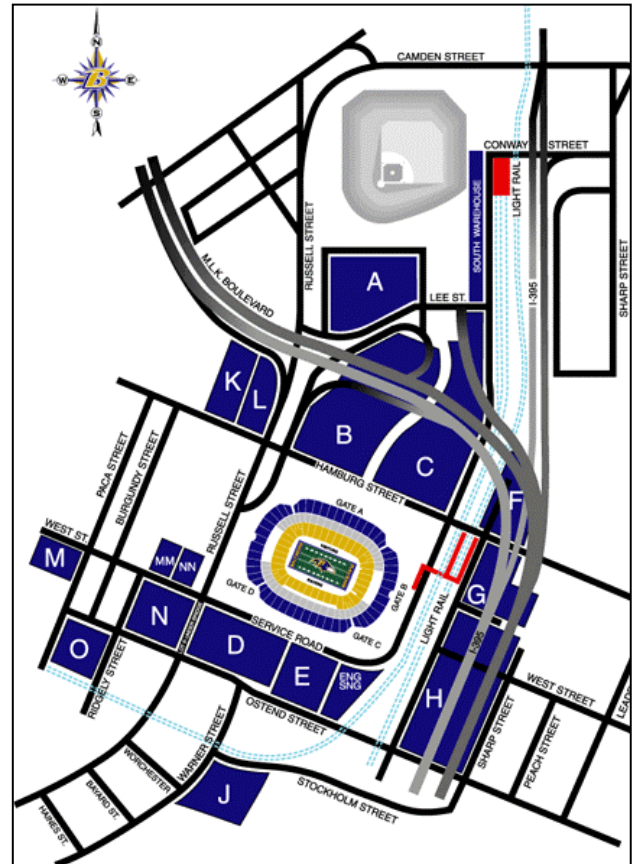 N
W B E
S
CAMDEN STREET
CONWAY STREET
LIGHT RAIL
SOUTH WAREHOUSE
RUSSELL STREET
A
LEE ST.
I-395
SHARP STREET
M.L.K. BOULEVARD
K
L
B
C
HAMBURG STREET
F
PACA STREET
BURGUNDY STREET
RUSSELL STREET
GATE A
GATE B
GATE C
GATE D
WEST ST.
M
MM
NN
G
LIGHT RAIL
I-395
N
SERVICE ROAD
D
E
ENG
SNG
O
RIDGELY STREET
OSTEND STREET
H
WEST STREET
SHARP STREET
PEACH STREET
LEAD
WARNER STREET
WORCHESTER
BAYARD ST.
HAINES ST.
J
STOCKHOLM STREET